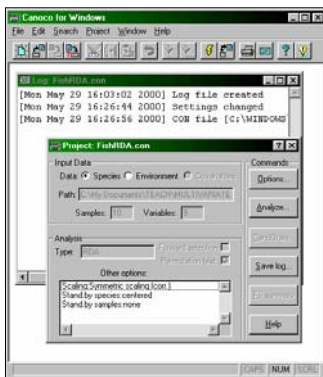 Canoco for Windows
File Edit Search Project Window Help
Log: FishRDA.con
[Mon May 29 16:03:02 2000] Log file created
[Mon May 29 16:26:44 2000] Settings changed
[Mon May 29 16:26:56 2000] CON file [C:\WINDOWS
Project: FishRDA.con
Input Data
Data: Species Environment Covariables
Path: C:\My Documents\TEACH\MULTIVARIATE
Samples: 10 Variables:
Analysis
Type: RDA Forward selection
Permutation test
Other options:
Scaling:Symmetric scaling (corr.)
Stand.by species:centered
Stand.by samples:none
Commands
Options...
Analyze...
Save log...
Help
CAPS NUM SCRL